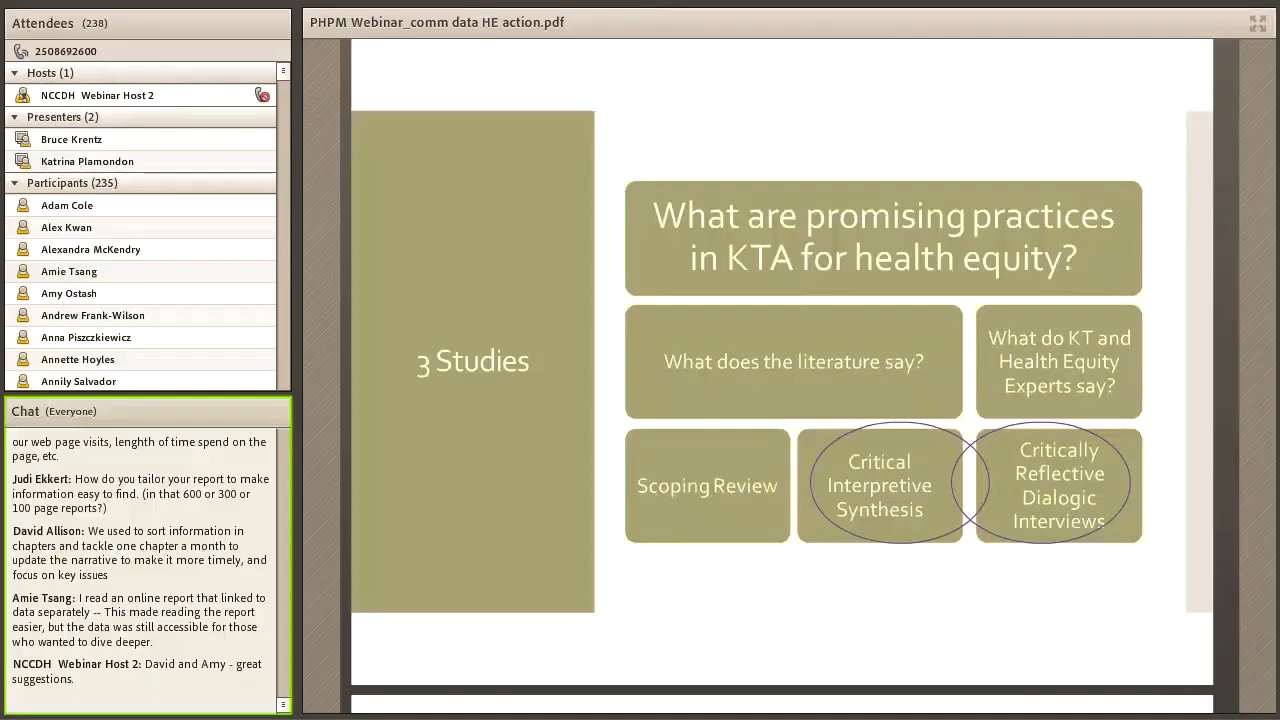 Attendees (238)
2508692600
Hosts (1)
NCCDH Webinar Host 2
Presenters (2)
Bruce Krentz
Katrina Plamondon
Participants (235)
Adam Cole
Alex Kwan
Alexandra McKendry
Amie Tsang
Amy Ostash
Andrew Frank-Wilson
Anna Piszczkiewicz
Annette Hoyles
Annily Salvador
Chat (Everyone)
our web page visits, lenghth of time spend on the
page, etc.
Judi Ekkert: How do you tailor your report to make
information easy to find. (in that 600 or 300 or
100 page reports?)
David Allison: We used to sort information in
chapters and tackle one chapter a month to
update the narrative to make it more timely, and
focus on key issues
Amie Tsang: I read an online report that linked to
data separately -- This made reading the report
easier, but the data was still accessible for those
who wanted to dive deeper.
NCCDH Webinar Host 2: David and Amy - great
suggestions.
PHPM Webinar_comm data HE action.pdf
3 Studies
What are promising practices
in KTA for health equity?
What does the literature say?
What do KT and
Health Equity
Experts say?
Scoping Review
Critical
Interpretive
Synthesis
Critically
Reflective
Dialogic
Interviews